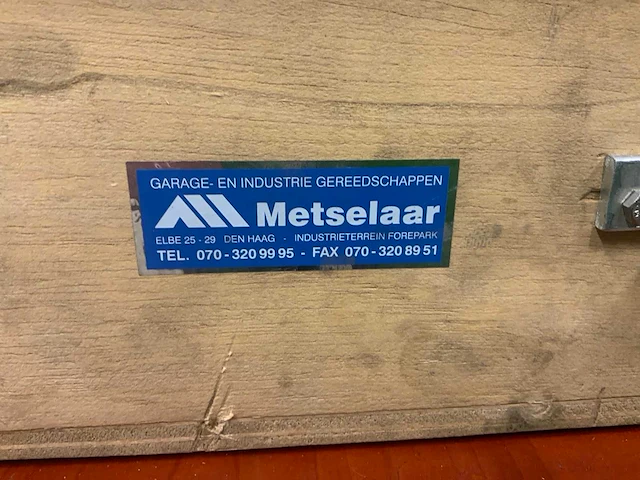 GARAGE- EN INDUSTRIE GEREEDSCHAPPEN
Metselaar
ELBE 25 - 29 DEN HAAG - INDUSTRIETERREIN FOREPARK
TEL. 070 - 320 99 95 - FAX 070 - 320 89 51